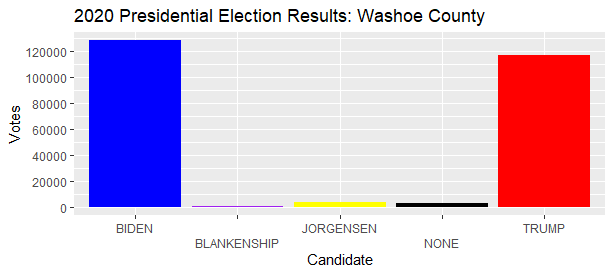 2020 Presidential Election Results: Washoe County
Votes
120000
100000
80000
60000
40000
20000
0
BIDEN
BLANKENSHIP
JORGENSEN
NONE
TRUMP
Candidate